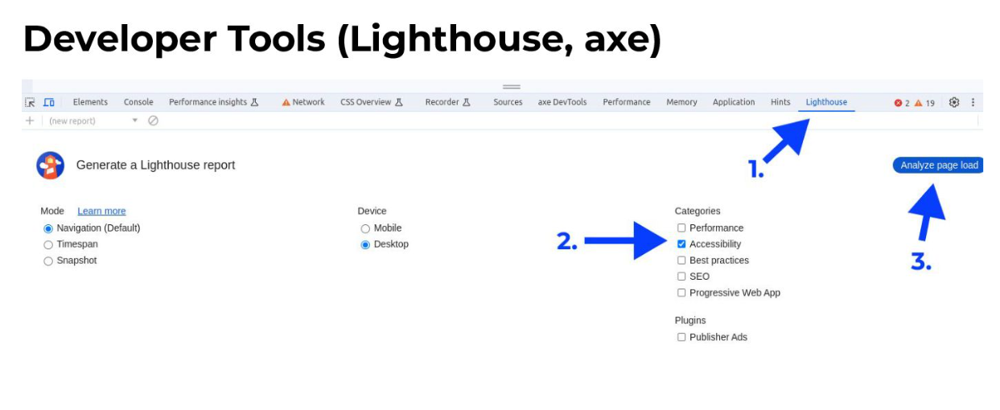 Developer Tools (Lighthouse, axe)
Elements Console Performance insights Network CSS Overview Recorder Sources axe DevTools Performance Memory Application Hints Lighthouse 2 19
(new report)
1.
Generate a Lighthouse report
Analyze page load
Mode Learn more
Navigation (Default)
Timespan
Snapshot
Device
Mobile
Desktop
2.
Categories
Performance
Accessibility
Best practices
SEO
Progressive Web App
Plugins
Publisher Ads
3.